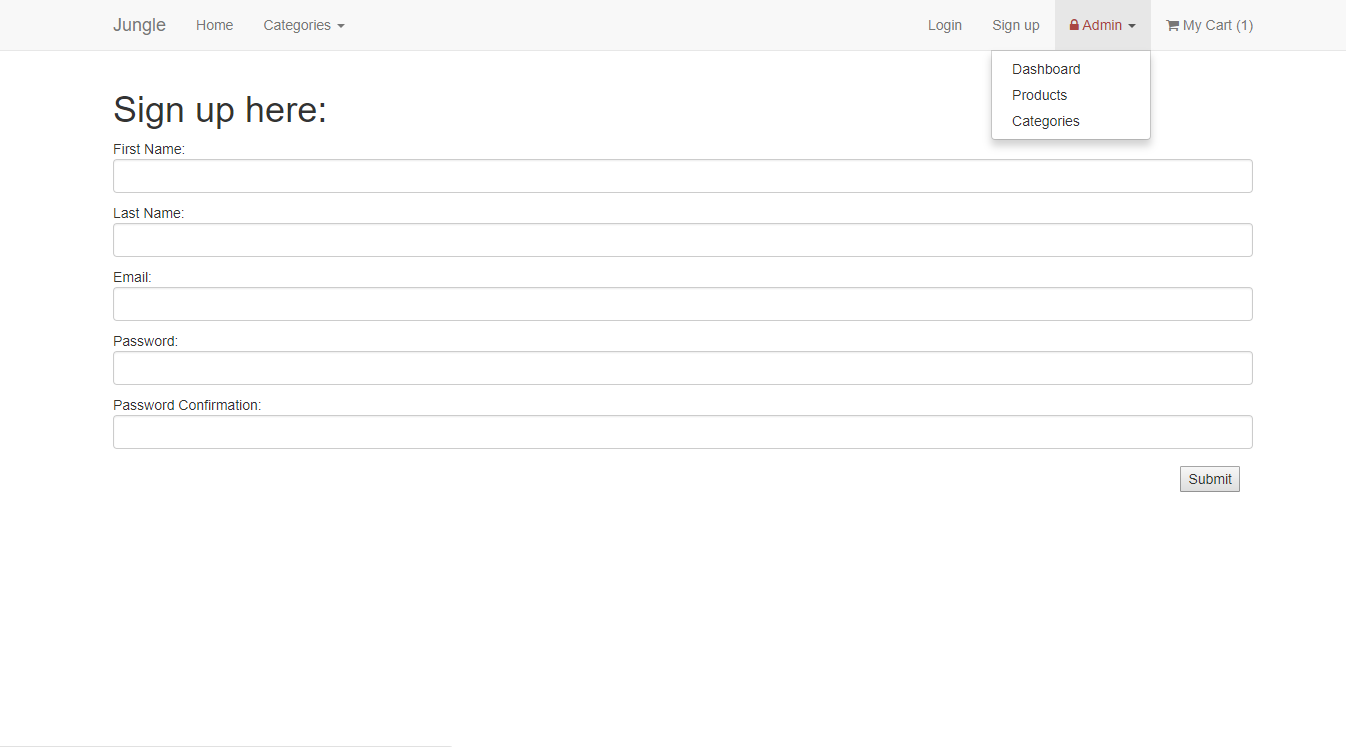 Jungle Home Categories Login Sign up Admin My Cart (1)
Dashboard
Products
Categories
Sign up here:
First Name:
Last Name:
Email:
Password:
Password Confirmation:
Submit